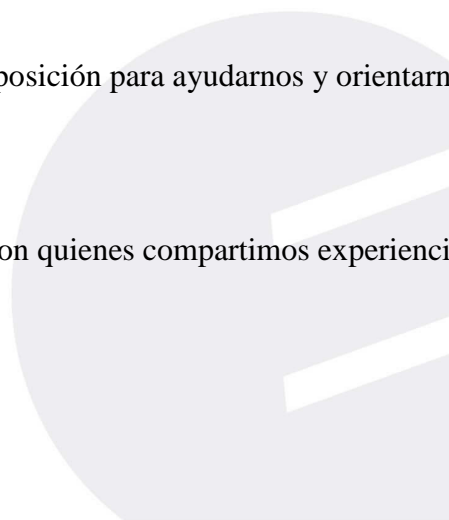 posición para ayudarnos y orientarn
on quienes compartimos experienci